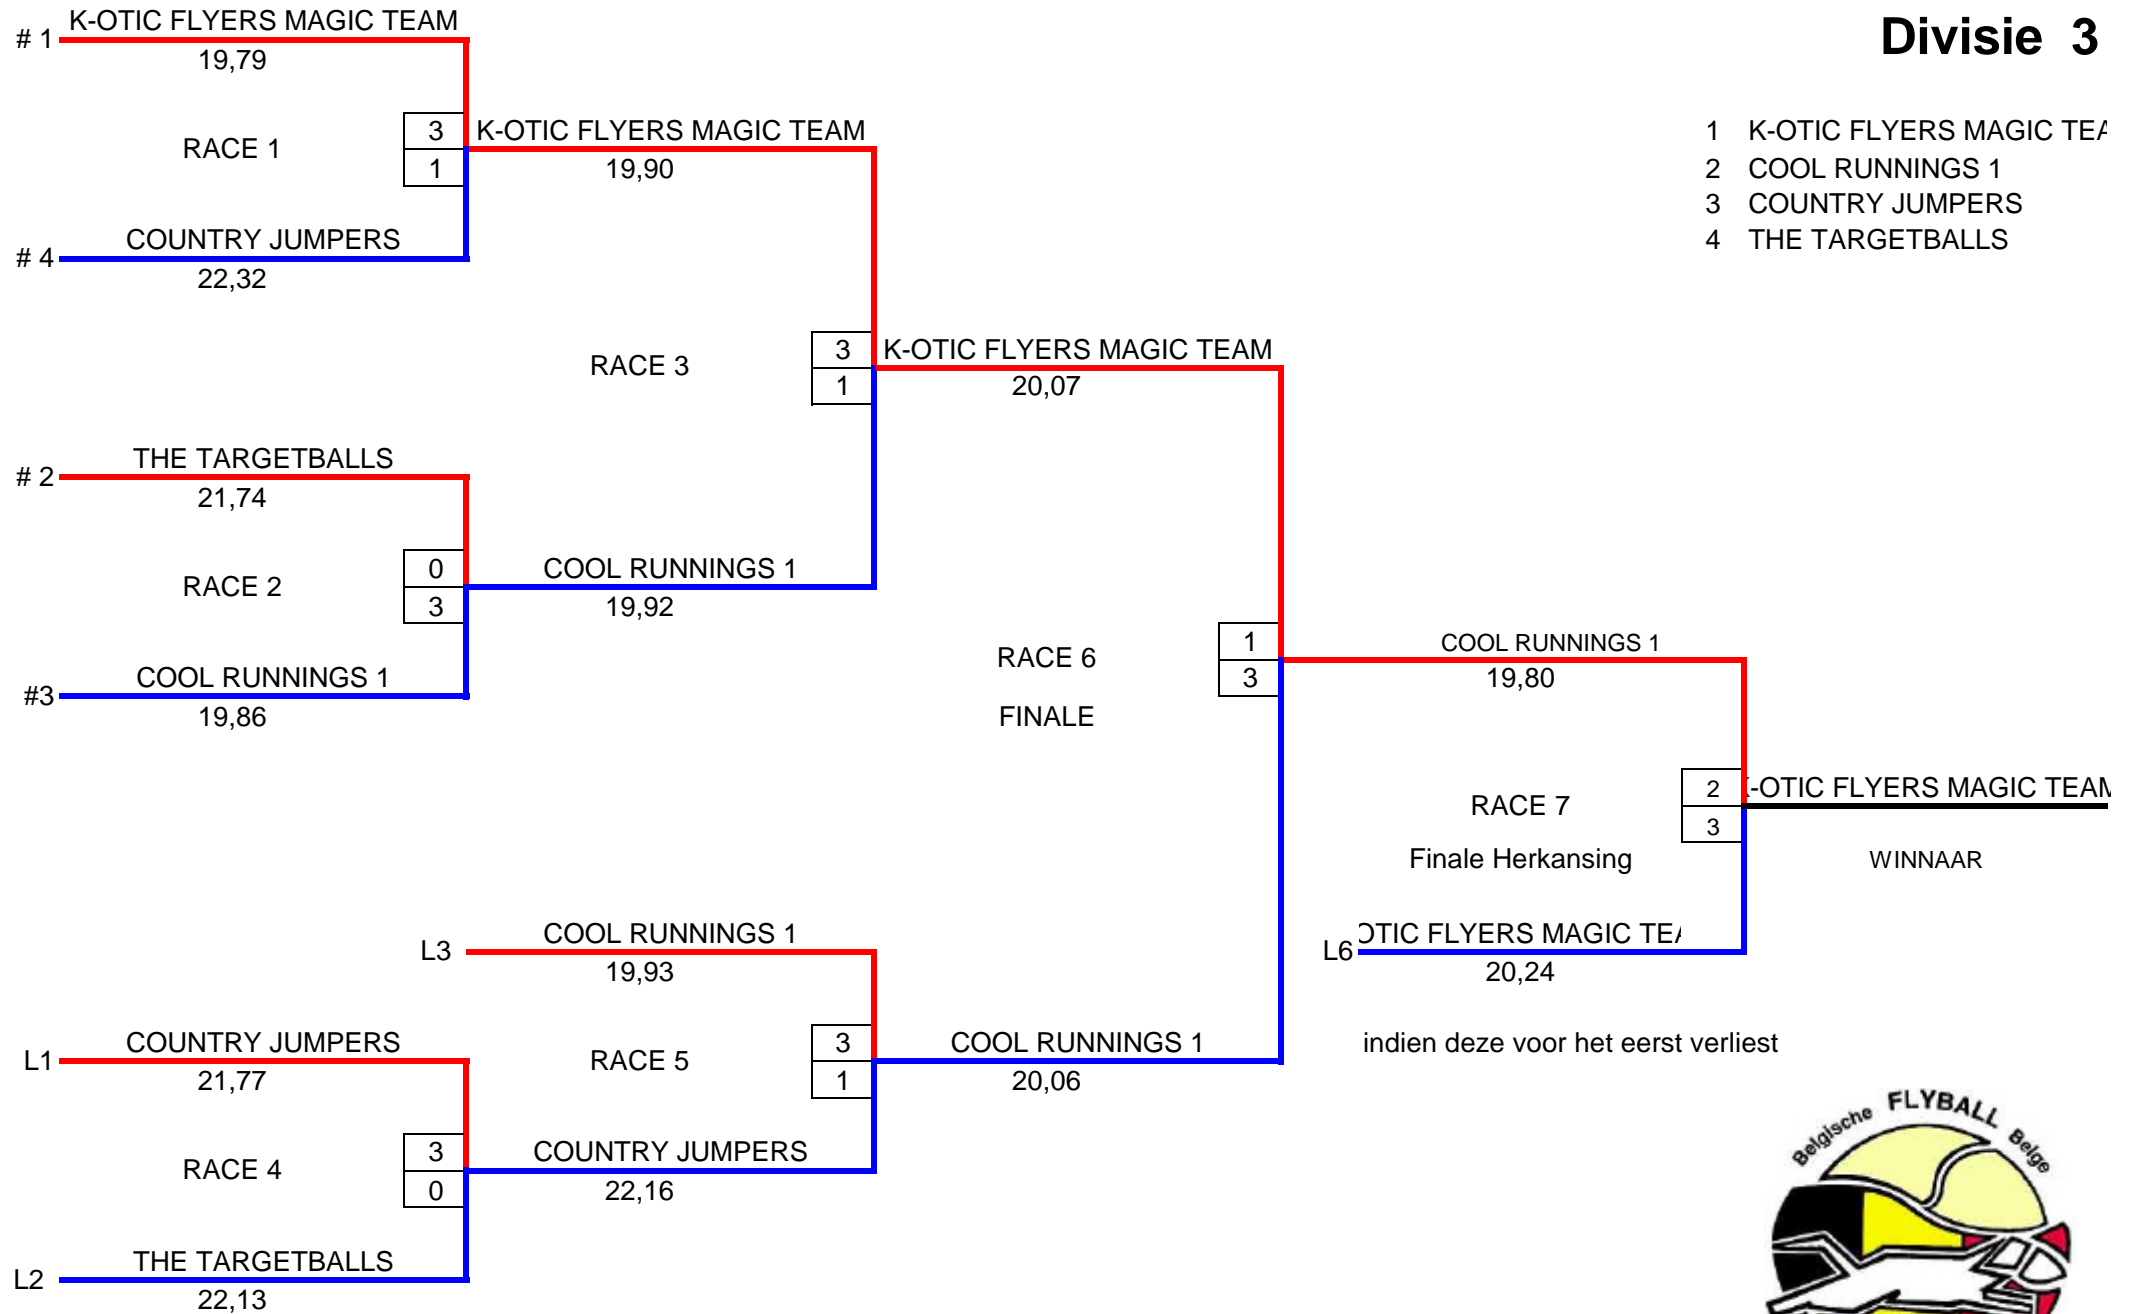 Divisie 3
1 K-OTIC FLYERS MAGIC TEA
2 COOL RUNNINGS 1
3 COUNTRY JUMPERS
4 THE TARGETBALLS
# 1 K-OTIC FLYERS MAGIC TEAM
19,79
RACE 1
3
1
# 4 COUNTRY JUMPERS
22,32
K-OTIC FLYERS MAGIC TEAM
19,90
RACE 3
3
1
# 2 THE TARGETBALLS
21,74
RACE 2
0
3
#3 COOL RUNNINGS 1
19,86
COOL RUNNINGS 1
19,92
K-OTIC FLYERS MAGIC TEAM
20,07
RACE 6
FINALE
1
3
COOL RUNNINGS 1
19,80
RACE 7
Finale Herkansing
2
3
K-OTIC FLYERS MAGIC TEAM
WINNAAR
L6 OTIC FLYERS MAGIC TEA
20,24
indien deze voor het eerst verliest
L3 COOL RUNNINGS 1
19,93
RACE 5
3
1
COOL RUNNINGS 1
20,06
L1 COUNTRY JUMPERS
21,77
RACE 4
3
0
COUNTRY JUMPERS
22,16
L2 THE TARGETBALLS
22,13
Belgische FLYBALL Belge